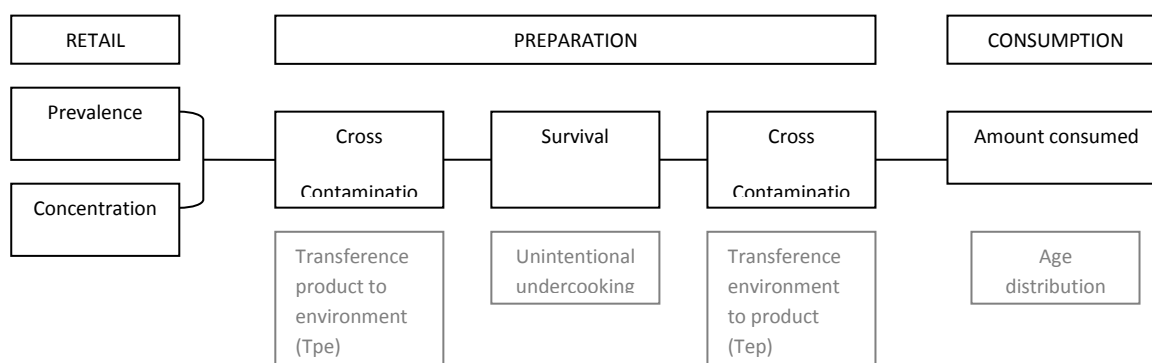 RETAIL
PREPARATION
CONSUMPTION
Prevalence
Concentration
Cross
Contaminatio
Survival
Cross
Contaminatio
Amount consumed
Transference
product to
environment
(Tpe)
Unintentional
undercooking
Transference
environment
to product
(Tep)
Age
distribution